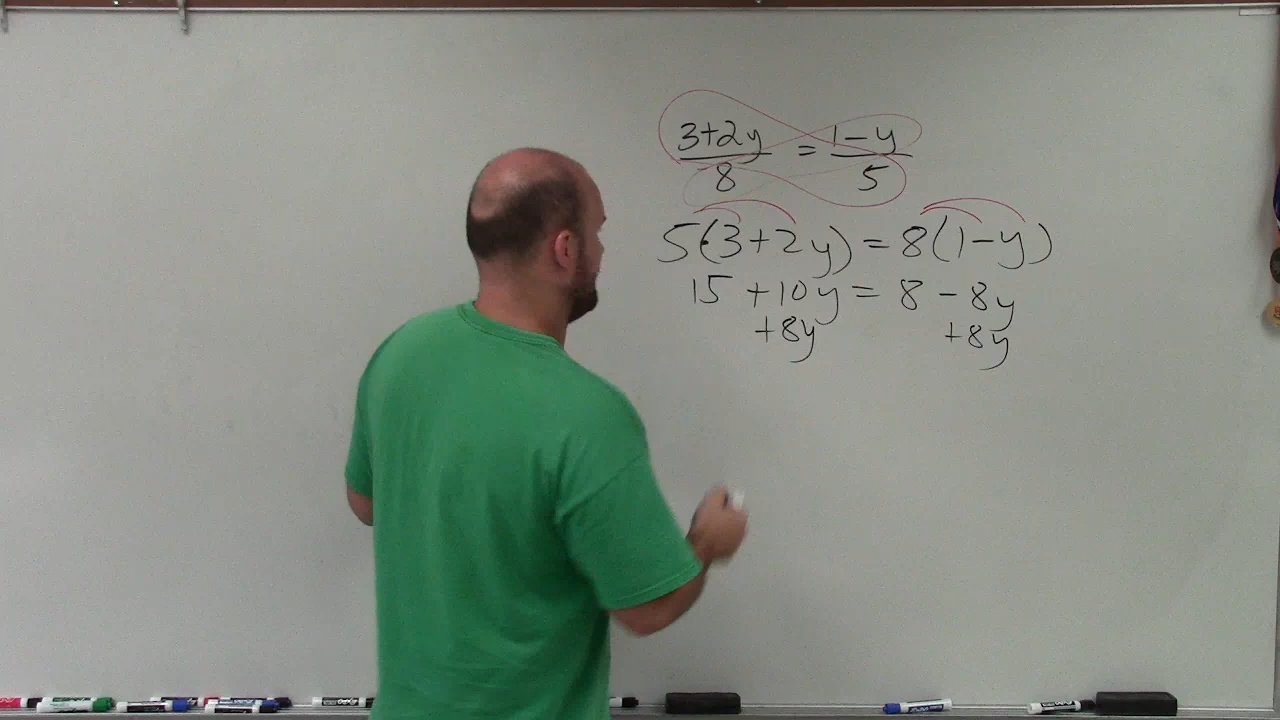 3+2y/8 = 1-y/5
5(3+2y) = 8(1-y)
15 +10y = 8 - 8y
+8y +8y